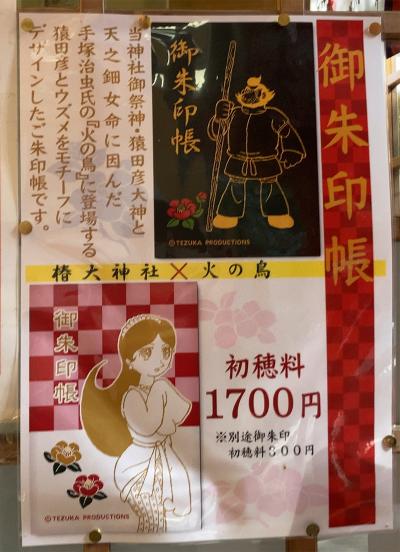 御朱印帳
当神社御祭神・猿田彦大神と
天之鈿女命に因んだ
手塚治虫氏の『火の鳥』に登場する
猿田彦とウズメをモチーフに
デザインしたご朱印帳です。
御朱印帳
©TEZUKA PRODUCTIONS
椿大神社×火の鳥
御朱印帳
©TEZUKA PRODUCTIONS
初穂料
1700円
※別途御朱印
初穂料300円